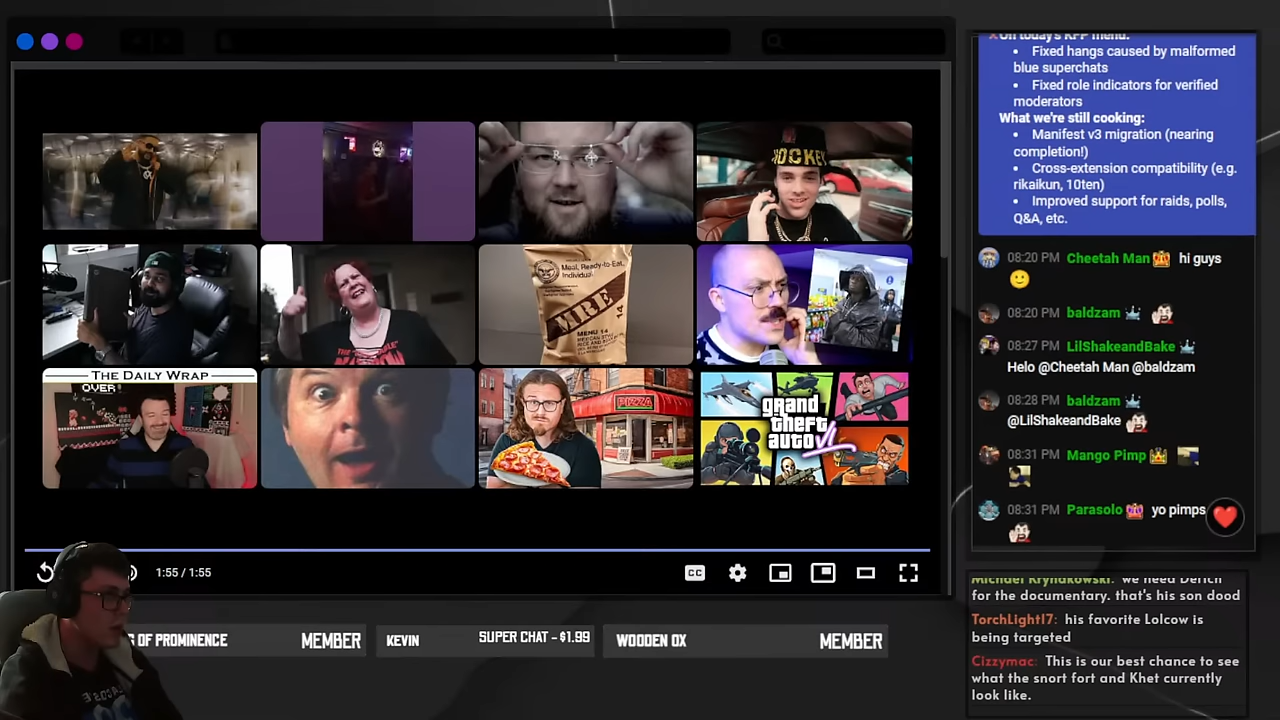 HOCKEY
Meal, Ready-to-Eat,
Individual
MRE
MENU 14
14
THE DAILY WRAP
OVER
PIZZA
grand
theft
auto
VI
1:55 / 1:55
CC
OF PROMINENCE
MEMBER
KEVIN
SUPER CHAT – $1.99
WOODEN OX
MEMBER
On today's KFP menu:
• Fixed hangs caused by malformed
blue superchats
• Fixed role indicators for verified
moderators
What we're still cooking:
• Manifest v3 migration (nearing
completion!)
• Cross-extension compatibility (e.g.
rikaikun, 10ten)
• Improved support for raids, polls,
Q&A, etc.
08:20 PM Cheetah Man hi guys
08:20 PM baldzam
08:27 PM LilShakeandBake
Helo @Cheetah Man @baldzam
08:28 PM baldzam
@LilShakeandBake
08:31 PM Mango Pimp
08:31 PM Parasolo yo pimps
Michael Kryhakowski: we need Derich
for the documentary. that's his son dood
TorchLight17: his favorite Lolcow is
being targeted
Cizzymac: This is our best chance to see
what the snort fort and Khet currently
look like.